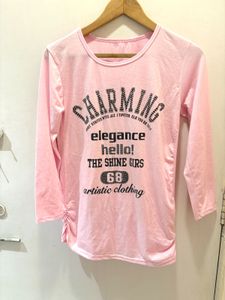 CHARMING
elegance
hello!
THE SHINE GIRS
68
artistic clothing